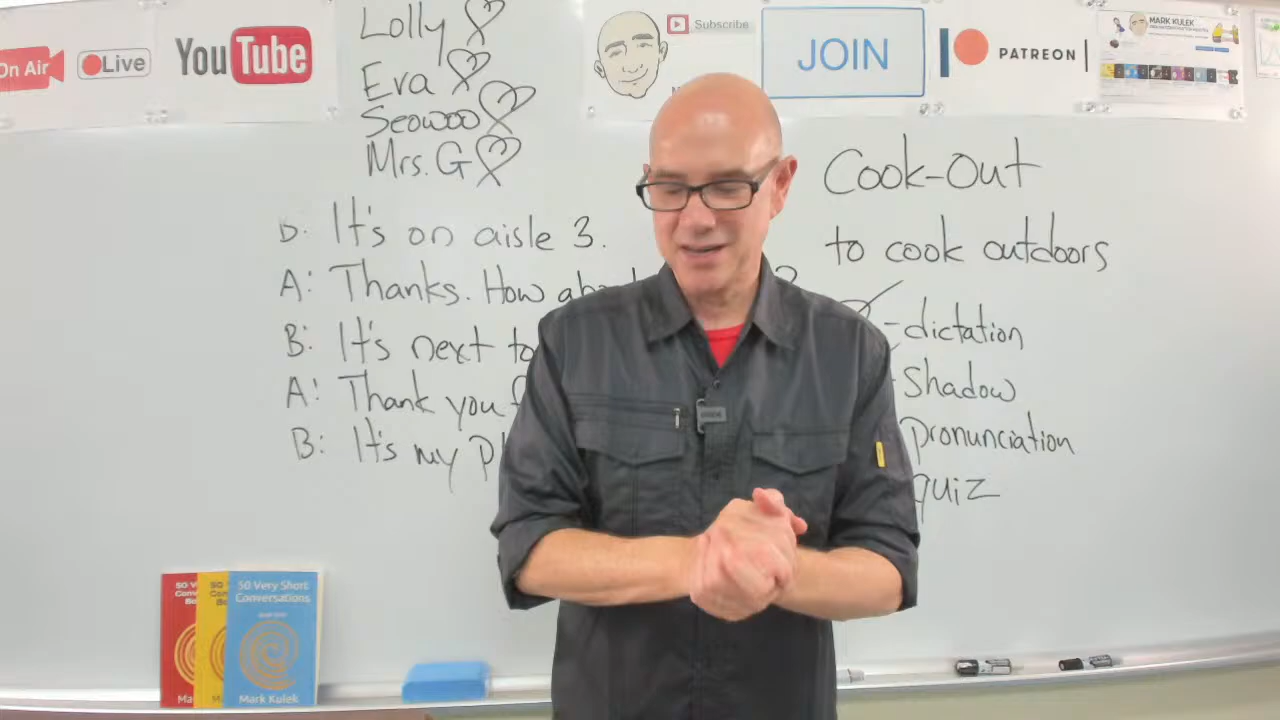 On Air
Live
YouTube
Lolly
Eva
Seowoo
Mrs. G
Subscribe
JOIN
PATREON
MARK KULEK
D: It's on aisle 3.
A: Thanks. How ?
B: It's next to
A: Thank you
B: It's my
Cook-Out
to cook outdoors
-dictation
Shadow
pronunciation
quiz
50 Very Short
Conversations
Mark Kulek